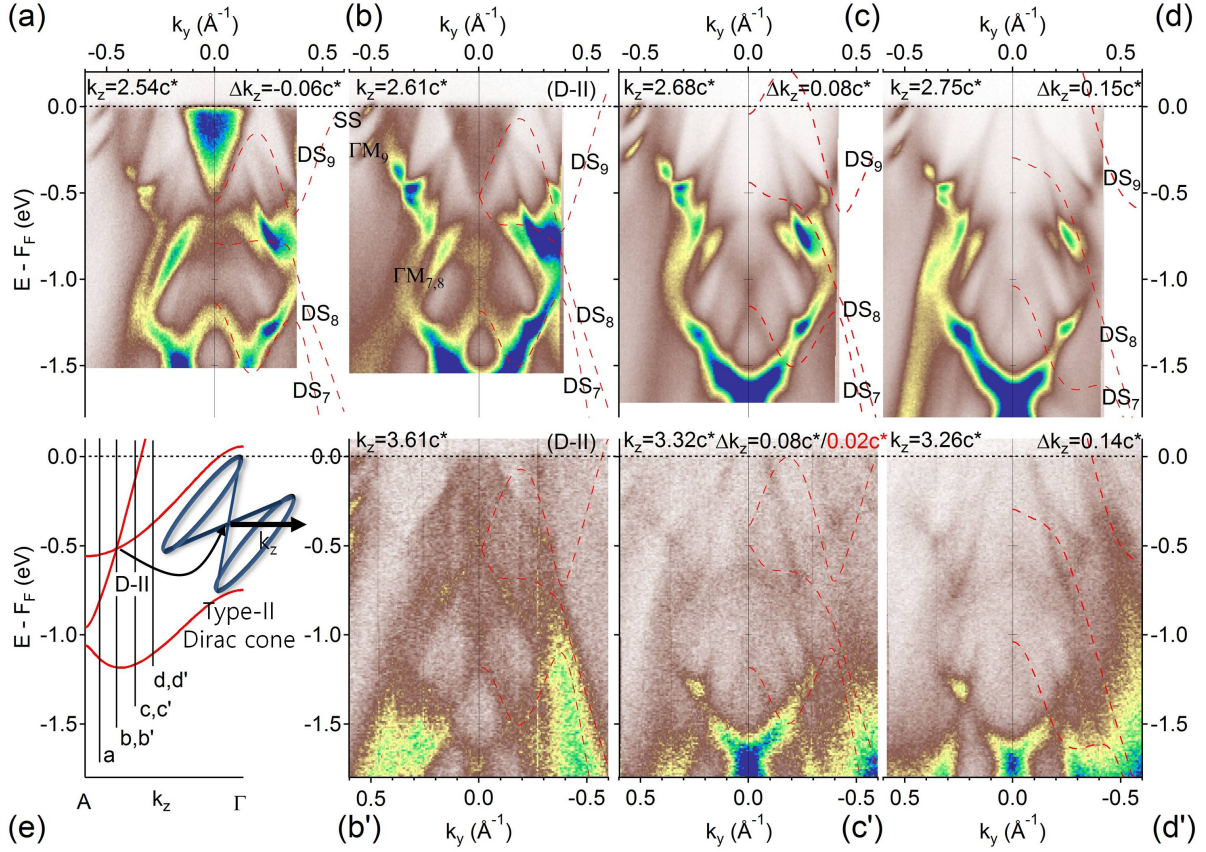 (a) (b) (c) (d)
k_y (Å⁻¹) k_y (Å⁻¹) k_y (Å⁻¹)
-0.5 0.0 0.5 0.0 0.5 -0.5 0.0 0.5
k_z=2.54c* Δk_z=-0.06c* k_z=2.61c* (D-II) k_z=2.68c* Δk_z=0.08c* k_z=2.75c* Δk_z=0.15c*
0.0 0.0
SS
ΓM₉ DS₉ DS₉ DS₉
-0.5 -0.5
E - F_F (eV)
-1.0 ΓM₇,₈ -1.0
DS₈ DS₈ DS₈
-1.5 -1.5
DS₇ DS₇ DS₇
k_z=3.61c* (D-II) k_z=3.32c* Δk_z=0.08c*/0.02c* k_z=3.26c* Δk_z=0.14c*
0.0 0.0 0.0
k_z
-0.5 -0.5 -0.5
D-II
E - F_F (eV)
Type-II
Dirac cone
-1.0 -1.0 -1.0
d,d'
c,c'
b,b'
a
-1.5 -1.5 -1.5
A k_z Γ
0.5 0.0 -0.5 0.5 0.0 -0.5 0.5 0.0 -0.5
k_y (Å⁻¹) k_y (Å⁻¹) k_y (Å⁻¹)
(e) (b') (c') (d')